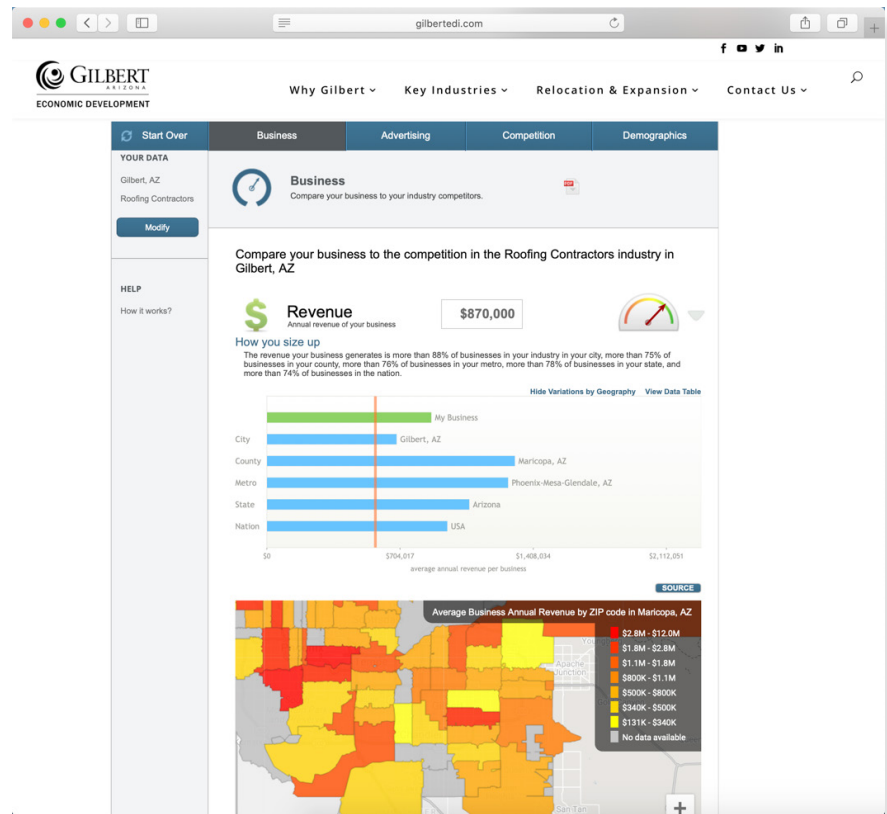 gilbertedi.com
GILBERT
ARIZONA
ECONOMIC DEVELOPMENT
Why Gilbert
Key Industries
Relocation & Expansion
Contact Us
Start Over
Business
Advertising
Competition
Demographics
YOUR DATA
Gilbert, AZ
Roofing Contractors
Modify
HELP
How it works?
Business
Compare your business to your industry competitors.
PDF
Compare your business to the competition in the Roofing Contractors industry in
Gilbert, AZ
Revenue
Annual revenue of your business
$870,000
How you size up
The revenue your business generates is more than 88% of businesses in your industry in your city, more than 75% of
businesses in your county, more than 76% of businesses in your metro, more than 78% of businesses in your state, and
more than 74% of businesses in the nation.
Hide Variations by Geography
View Data Table
My Business
City
Gilbert, AZ
County
Maricopa, AZ
Metro
Phoenix-Mesa-Glendale, AZ
State
Arizona
Nation
USA
$0
$704,017
$1,408,034
$2,112,051
average annual revenue per business
SOURCE
Average Business Annual Revenue by ZIP code in Maricopa, AZ
$2.8M - $12.0M
$1.8M - $2.8M
$1.1M - $1.8M
$800K - $1.1M
$500K - $800K
$340K - $500K
$131K - $340K
No data available
Apache
Junction
San Tan
+